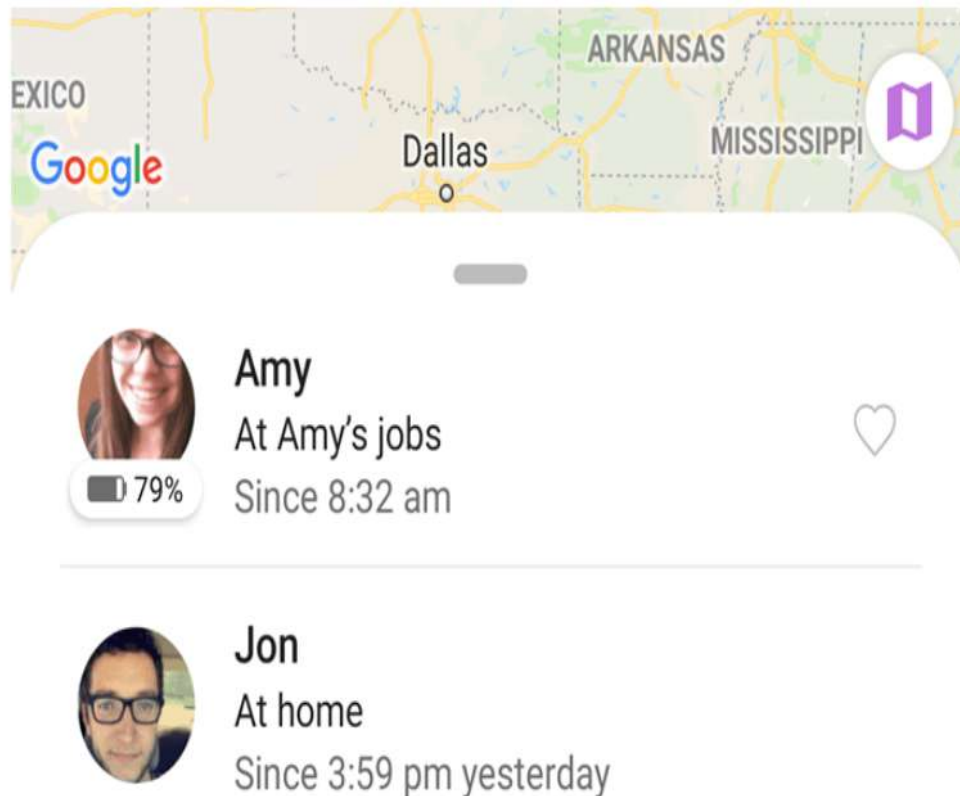 ARKANSAS
EXICO
Google
Dallas
MISSISSIPPI
Amy
At Amy's jobs
79%
Since 8:32 am
Jon
At home
Since 3:59 pm yesterday